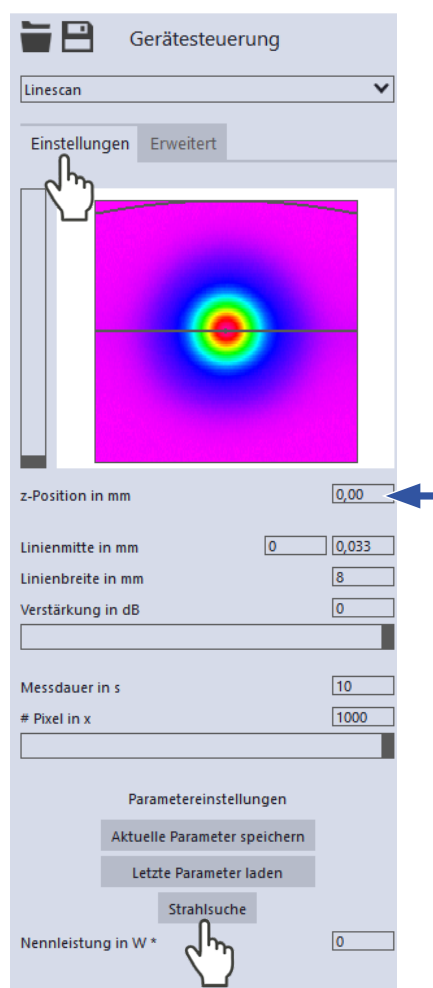 Gerätesteuerung
Linescan
Einstellungen Erweitert
z-Position in mm 0,00
Linienmitte in mm 0 0,033
Linienbreite in mm 8
Verstärkung in dB 0
Messdauer in s 10
# Pixel in x 1000
Parametereinstellungen
Aktuelle Parameter speichern
Letzte Parameter laden
Strahlsuche
Nennleistung in W * 0